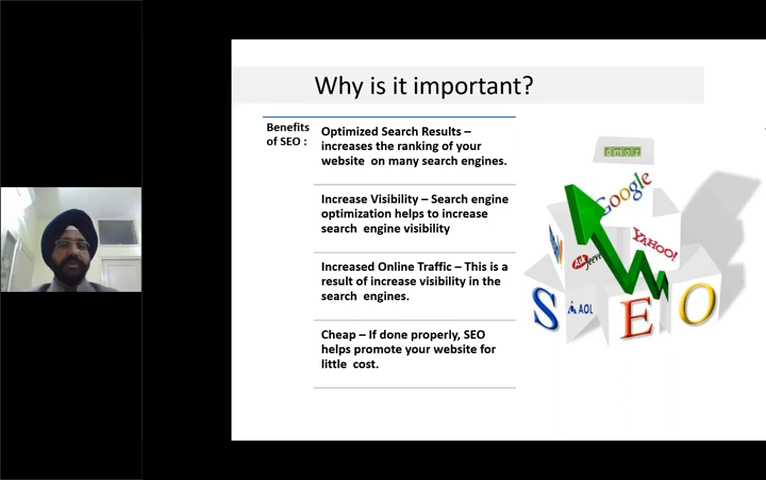 Why is it important?
Benefits
of SEO :
Optimized Search Results –
increases the ranking of your
website on many search engines.
Increase Visibility – Search engine
optimization helps to increase
search engine visibility
Increased Online Traffic – This is a
result of increase visibility in the
search engines.
Cheap – If done properly, SEO
helps promote your website for
little cost.
dmoz
Google
YAHOO!
Ask Jeeves
AOL
S E O